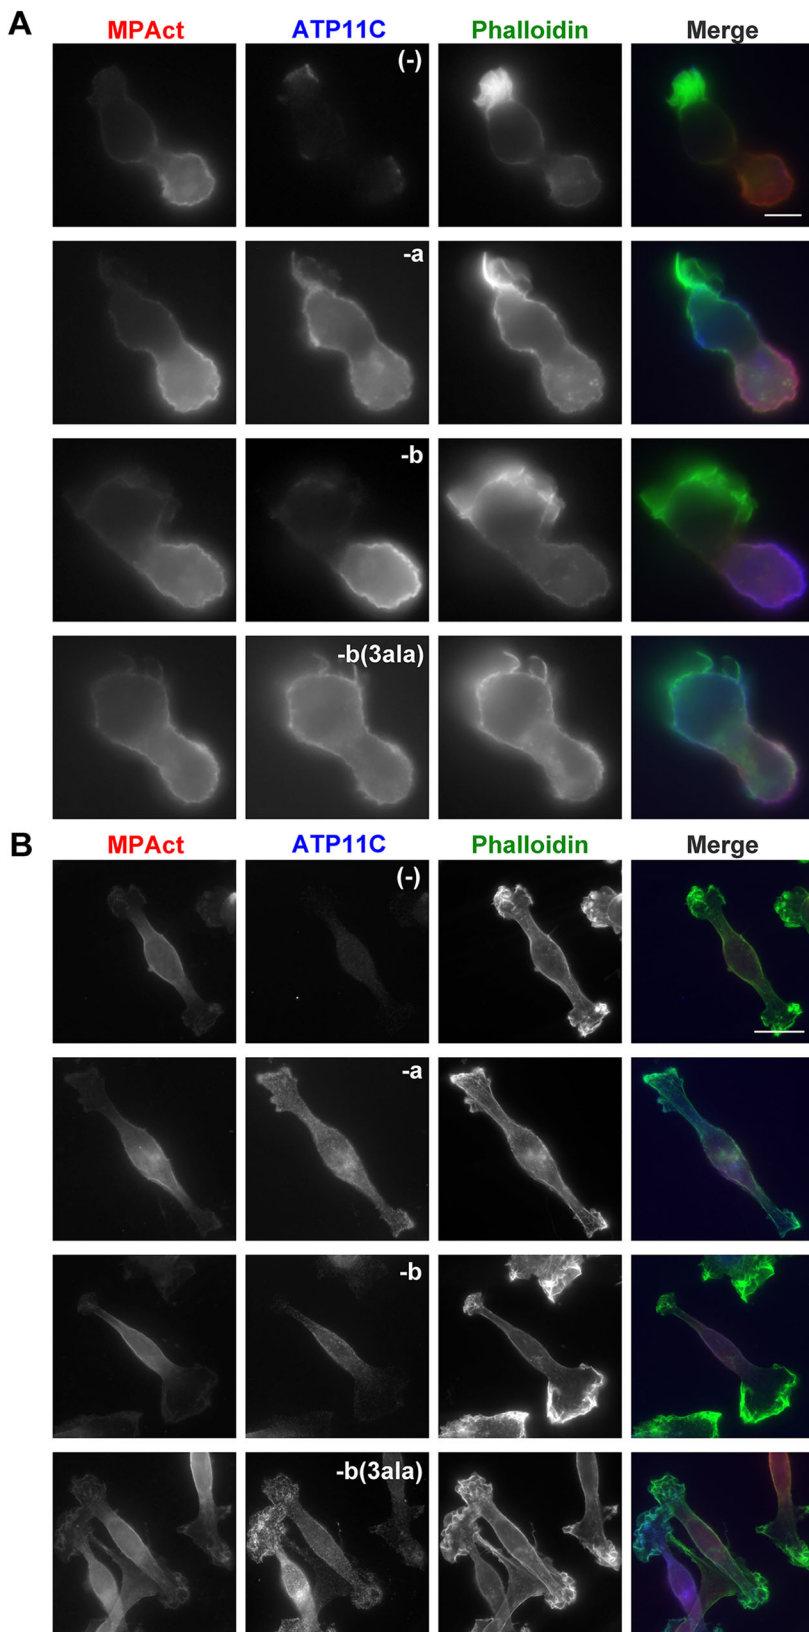 A
MPAct ATP11C Phalloidin Merge
(-)
-a
-b
-b(3ala)
B
MPAct ATP11C Phalloidin Merge
(-)
-a
-b
-b(3ala)